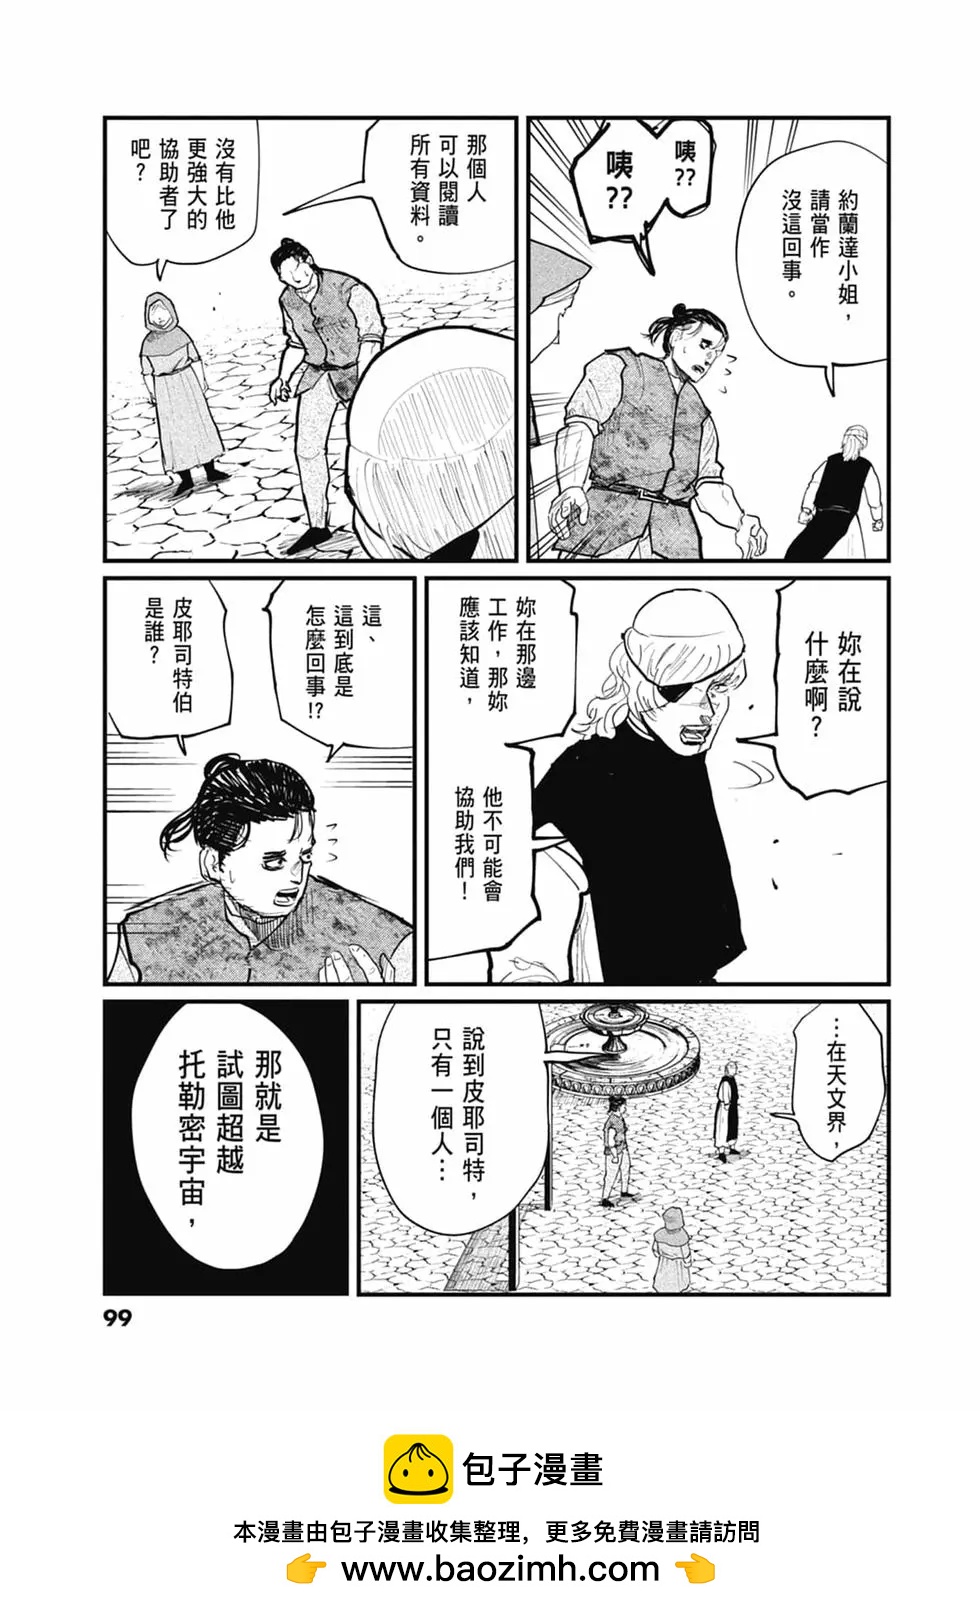 約蘭達小姐，
請當作
沒這回事。
咦??
咦??
那個人
可以閱讀
所有資料。
沒有比他
更強大的
協助者了
吧？
妳在說
什麼啊？
妳在那邊
工作，那妳
應該知道，
他不可能會
協助我們！
這、
這到底是
怎麼回事!?
皮耶司特伯
是誰？
…在天文界，
說到皮耶司特，
只有一個人…
那就是
試圖超越
托勒密宇宙，
99
包子漫畫
本漫畫由包子漫畫收集整理，更多免費漫畫請訪問
👉 www.baozimh.com 👈